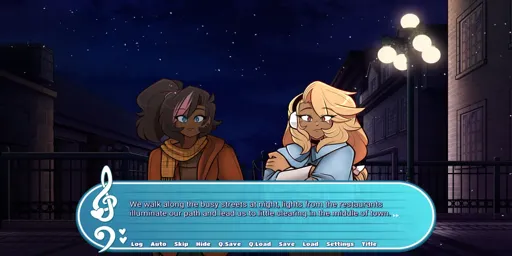 We walk along the busy streets at night, lights from the restaurants
illuminate our path and lead us to little clearing in the middle of town.
Log Auto Skip Hide Q.Save Q.Load Save Load Settings Title